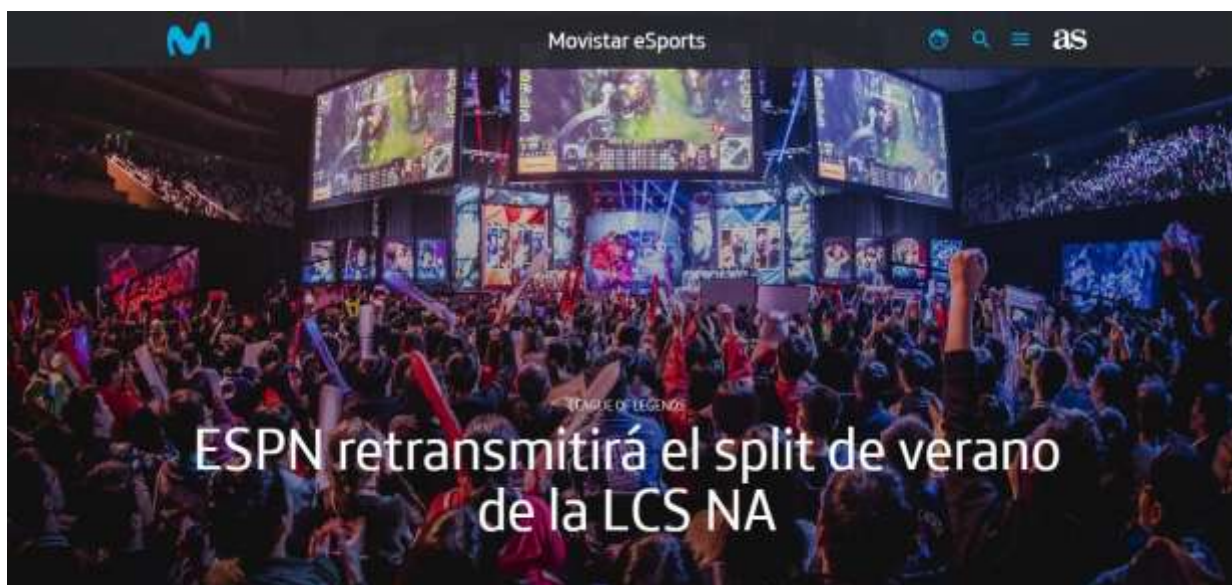 Movistar eSports
as
LEAGUE OF LEGENDS
ESPN retransmitirá el split de verano
de la LCS NA